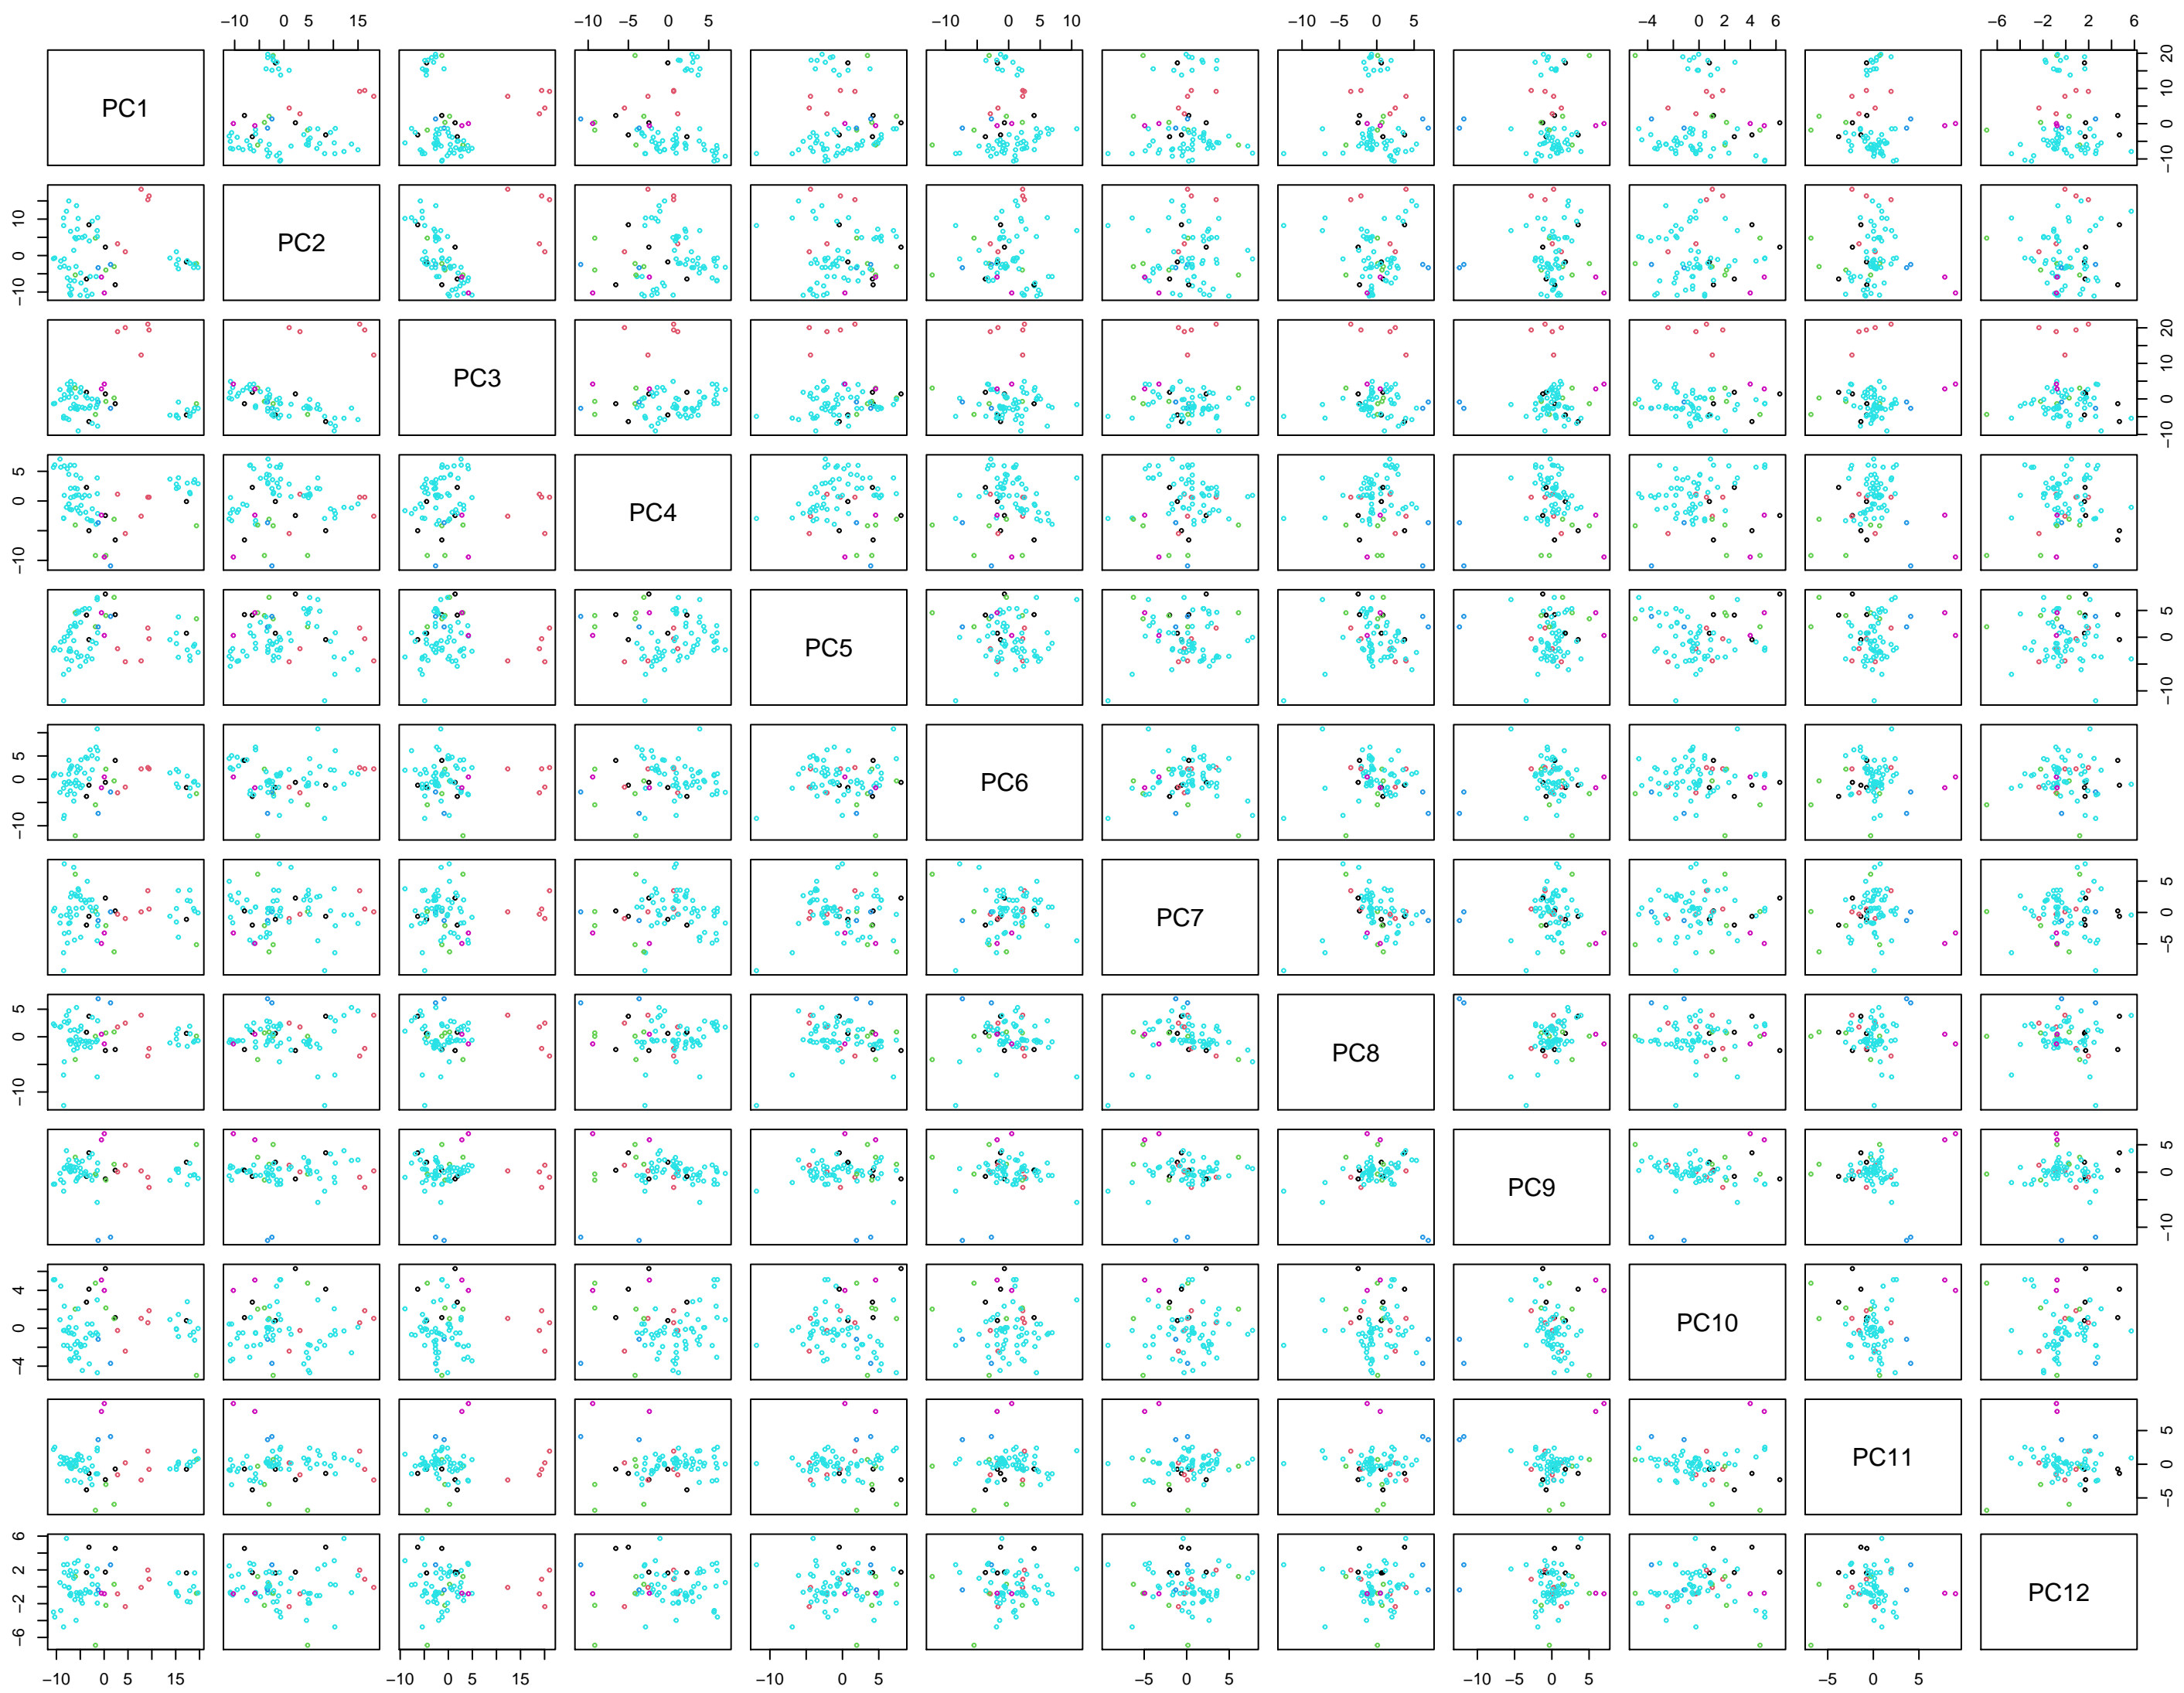 −10 0 5 15 −10 −5 0 5 −10 0 5 10 −10 −5 0 5 −4 0 2 4 6 −6 −2 2 6
PC1 −10 0 10 20
−10 0 10 PC2
PC3 −10 0 10 20
−10 0 5 PC4
PC5 −10 0 5
−10 0 5 PC6
PC7 −5 0 5
−10 0 5 PC8
PC9 −10 0 5
−4 0 4 PC10
PC11 −5 0 5
−6 −2 2 6 PC12
−10 0 5 15 −10 0 5 15 −10 0 5 −5 0 5 −10 −5 0 5 −5 0 5